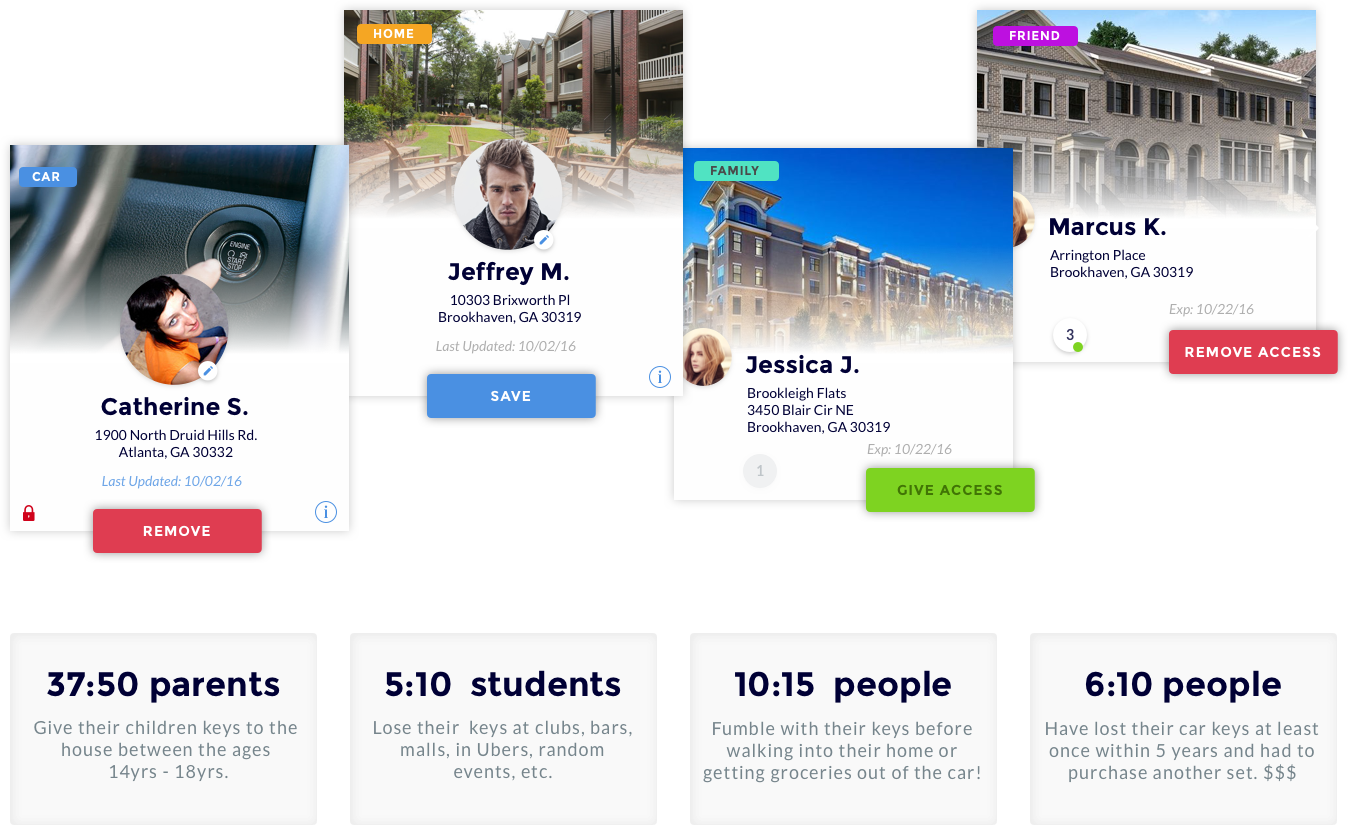 CAR
ENGINE
START
STOP
Catherine S.
1900 North Druid Hills Rd.
Atlanta, GA 30332
Last Updated: 10/02/16
i
REMOVE
HOME
Jeffrey M.
10303 Brixworth Pl
Brookhaven, GA 30319
Last Updated: 10/02/16
i
SAVE
FAMILY
Jessica J.
Brookleigh Flats
3450 Blair Cir NE
Brookhaven, GA 30319
Exp: 10/22/16
1
GIVE ACCESS
FRIEND
Marcus K.
Arrington Place
Brookhaven, GA 30319
Exp: 10/22/16
3
REMOVE ACCESS
37:50 parents
Give their children keys to the
house between the ages
14yrs - 18yrs.
5:10  students
Lose their  keys at clubs, bars,
malls, in Ubers, random
events, etc.
10:15  people
Fumble with their keys before
walking into their home or
getting groceries out of the car!
6:10 people
Have lost their car keys at least
once within 5 years and had to
purchase another set. $$$